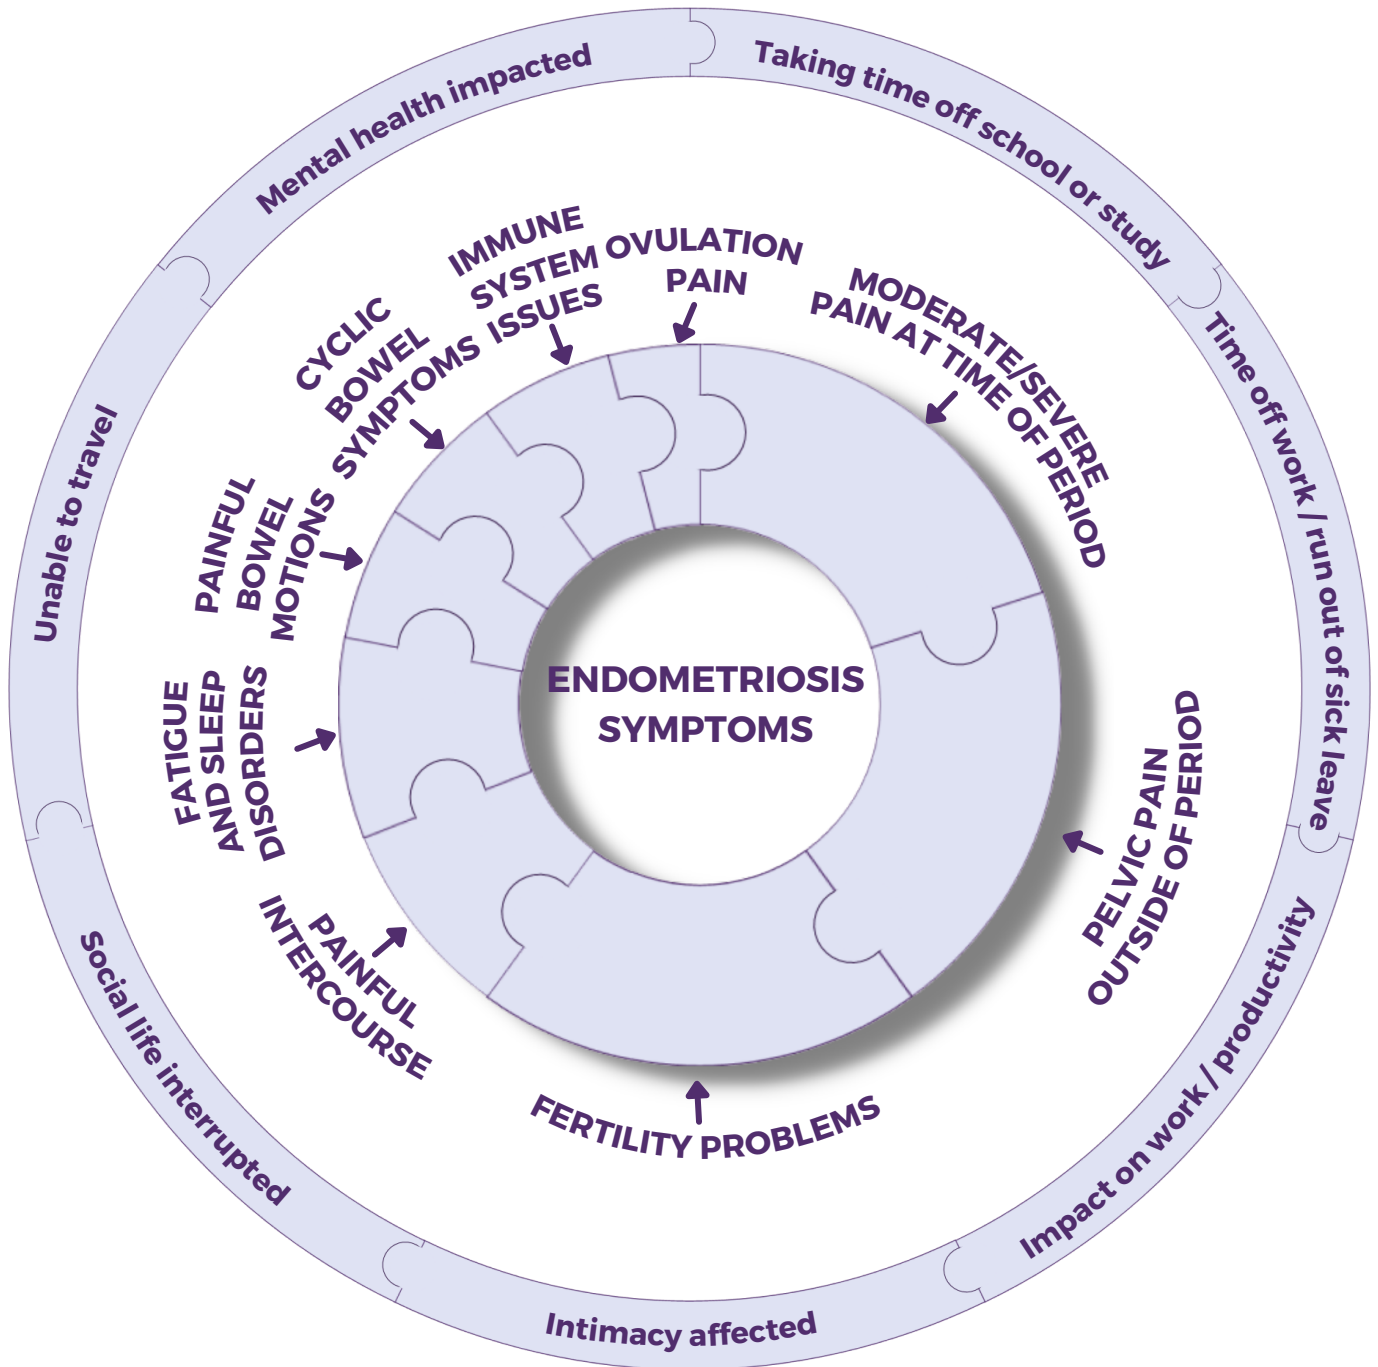 Taking time off school or study
Time off work / run out of sick leave
Impact on work / productivity
Intimacy affected
Social life interrupted
Unable to travel
Mental health impacted
OVULATION
PAIN
MODERATE/SEVERE
PAIN AT TIME OF PERIOD
PELVIC PAIN
OUTSIDE OF PERIOD
FERTILITY PROBLEMS
PAINFUL
INTERCOURSE
FATIGUE
AND SLEEP
DISORDERS
PAINFUL
BOWEL
MOTIONS
CYCLIC
BOWEL
SYMPTOMS
IMMUNE
SYSTEM
ISSUES
ENDOMETRIOSIS
SYMPTOMS